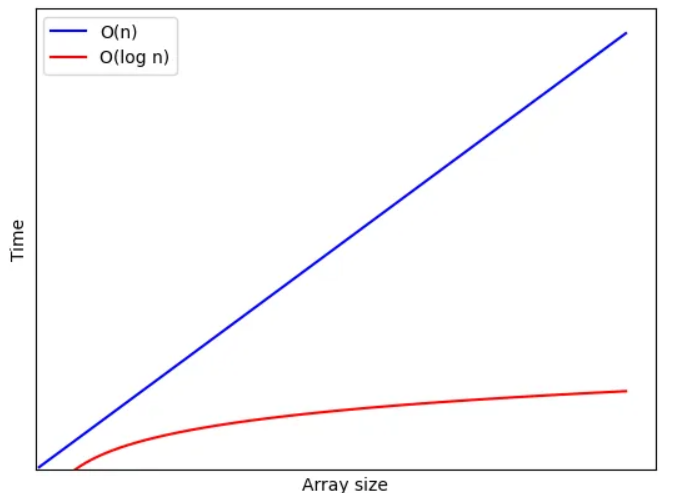 O(n)
O(log n)
Time
Array size